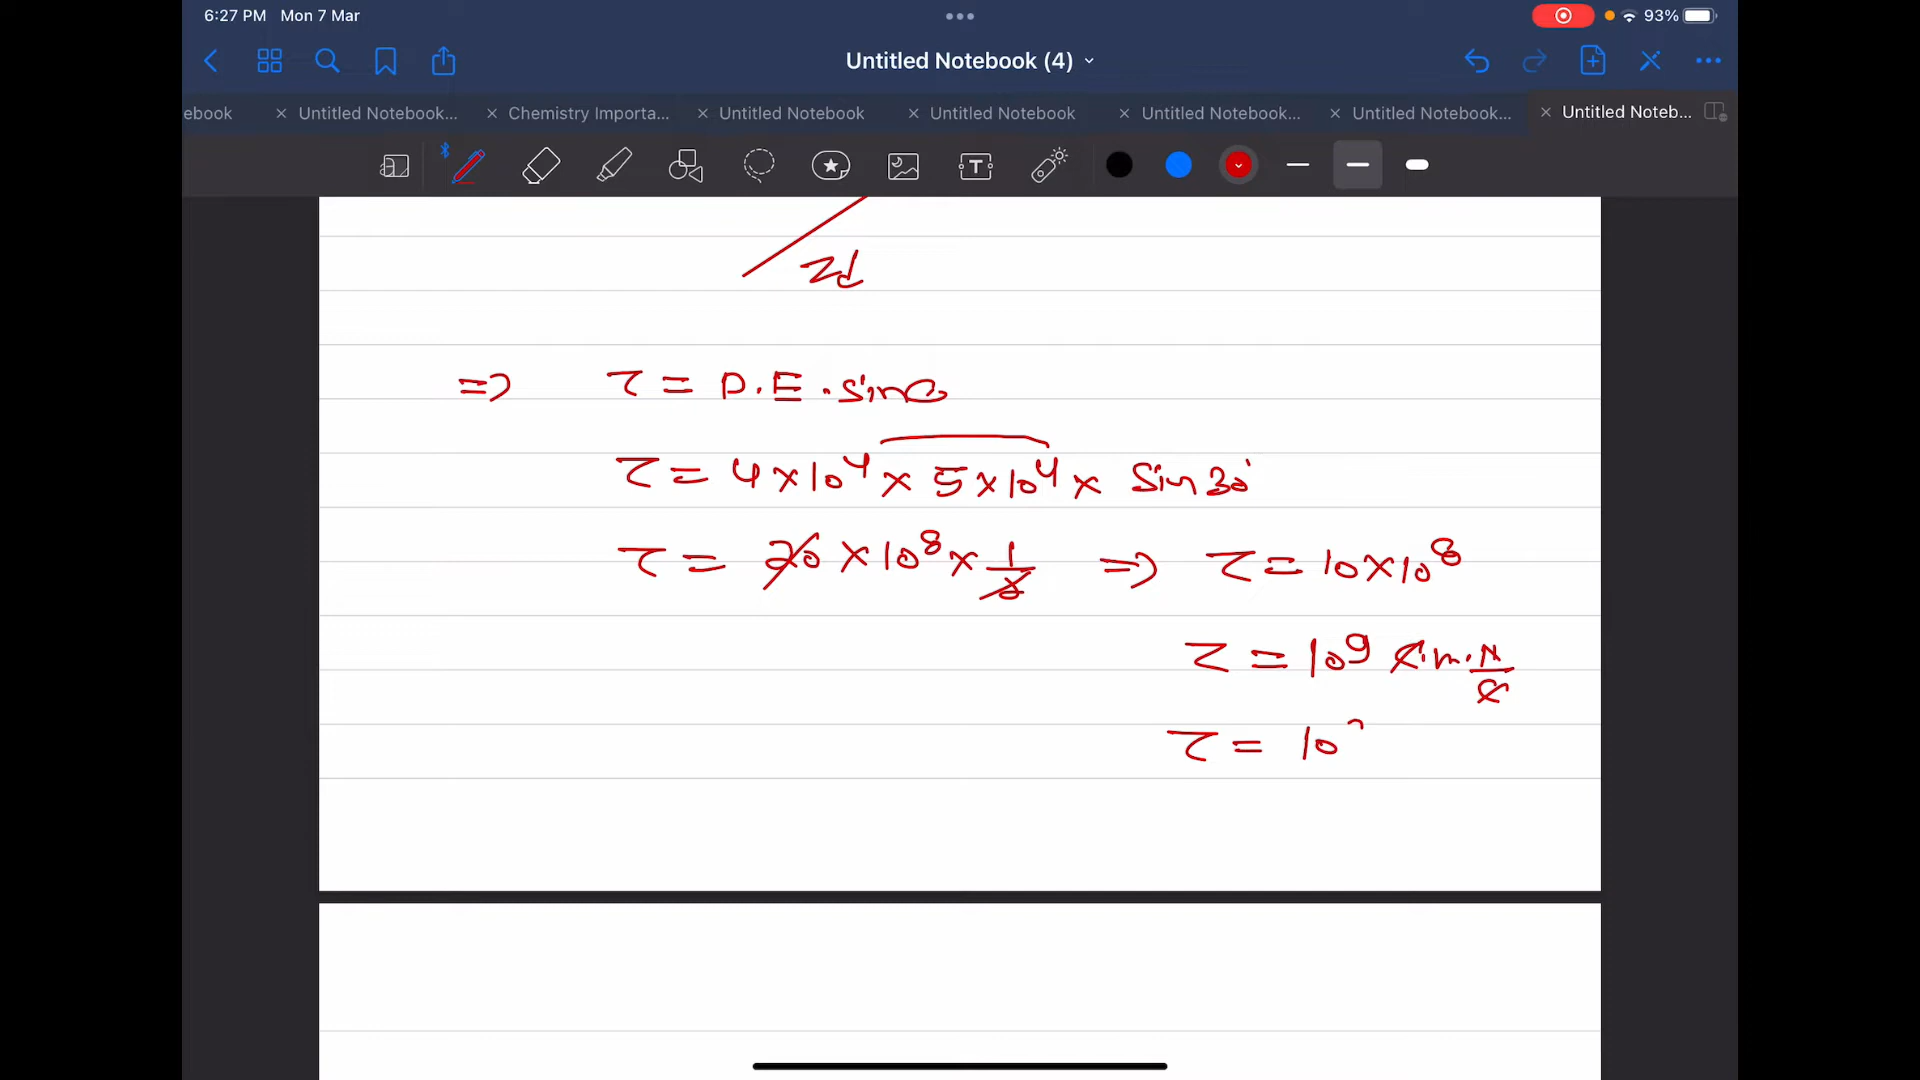 6:27 PM Mon 7 Mar 93%
Untitled Notebook (4)
ebook × Untitled Notebook... × Chemistry Importa... × Untitled Notebook × Untitled Notebook × Untitled Notebook... × Untitled Notebook... × Untitled Noteb...
2d
=> τ = P.E.sinθ
τ = 4×10⁴ × 5×10⁴ × sin30°
τ = 20 × 10⁸ × 1/2 => τ = 10×10⁸
τ = 10⁹ c.m.N/c
τ = 10